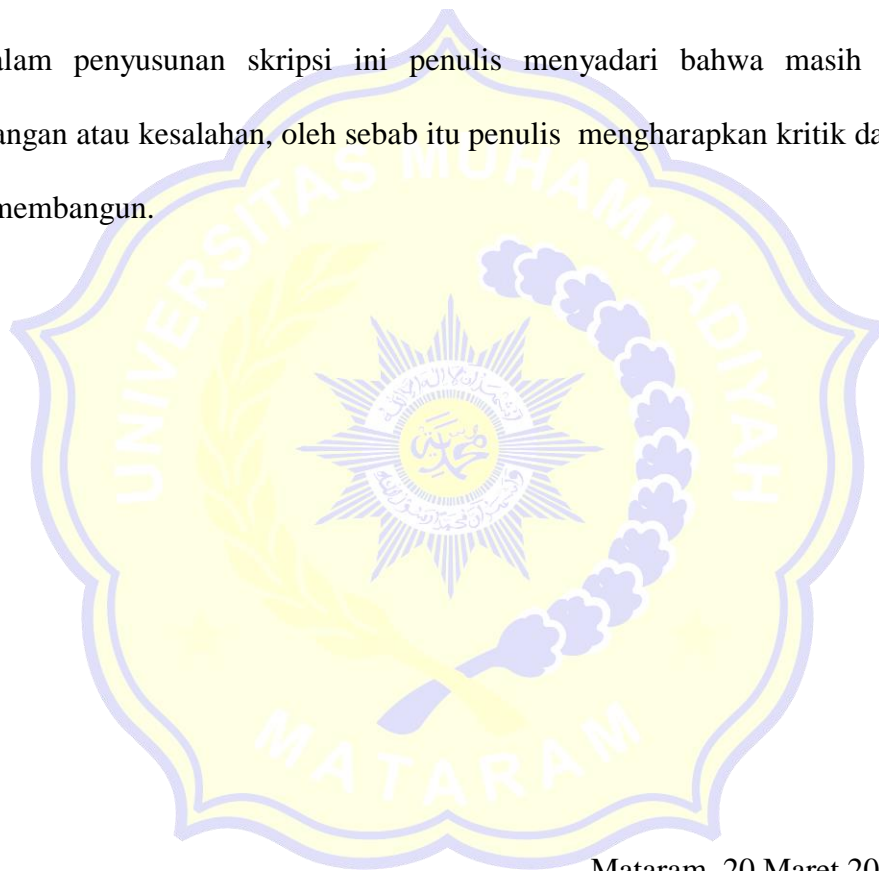 alam penyusunan skripsi ini penulis menyadari bahwa masih
angan atau kesalahan, oleh sebab itu penulis mengharapkan kritik da
membangun.
UNIVERSITAS MUHAMMADIYAH
MATARAM
Mataram, 20 Maret 20